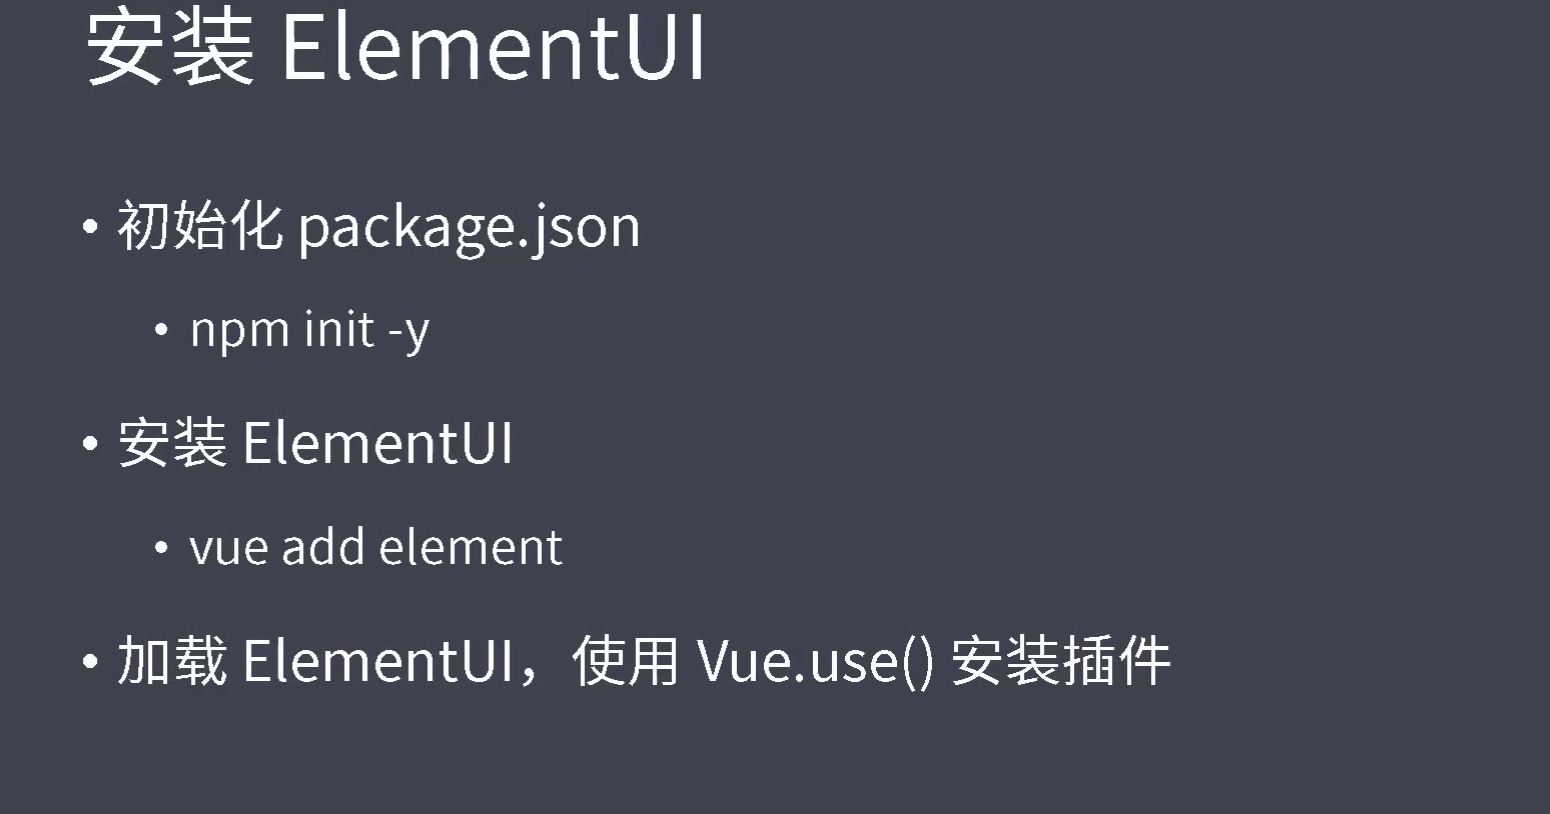 安装 ElementUI
• 初始化 package.json
• npm init -y
• 安装 ElementUI
• vue add element
• 加载 ElementUI，使用 Vue.use() 安装插件